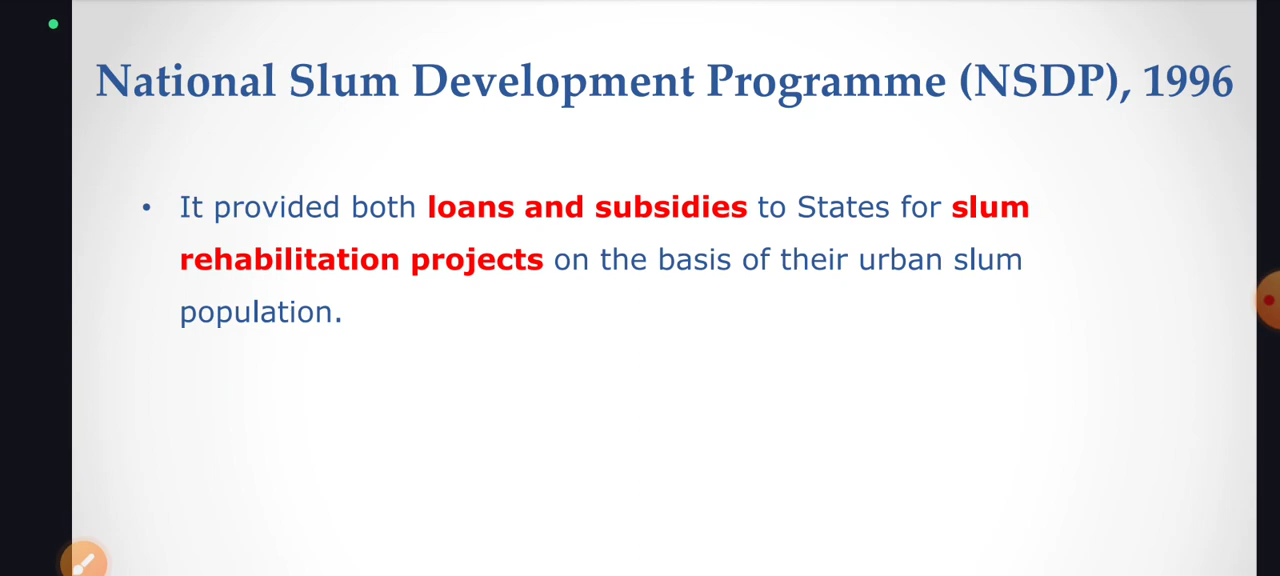 National Slum Development Programme (NSDP), 1996
• It provided both loans and subsidies to States for slum
rehabilitation projects on the basis of their urban slum
population.